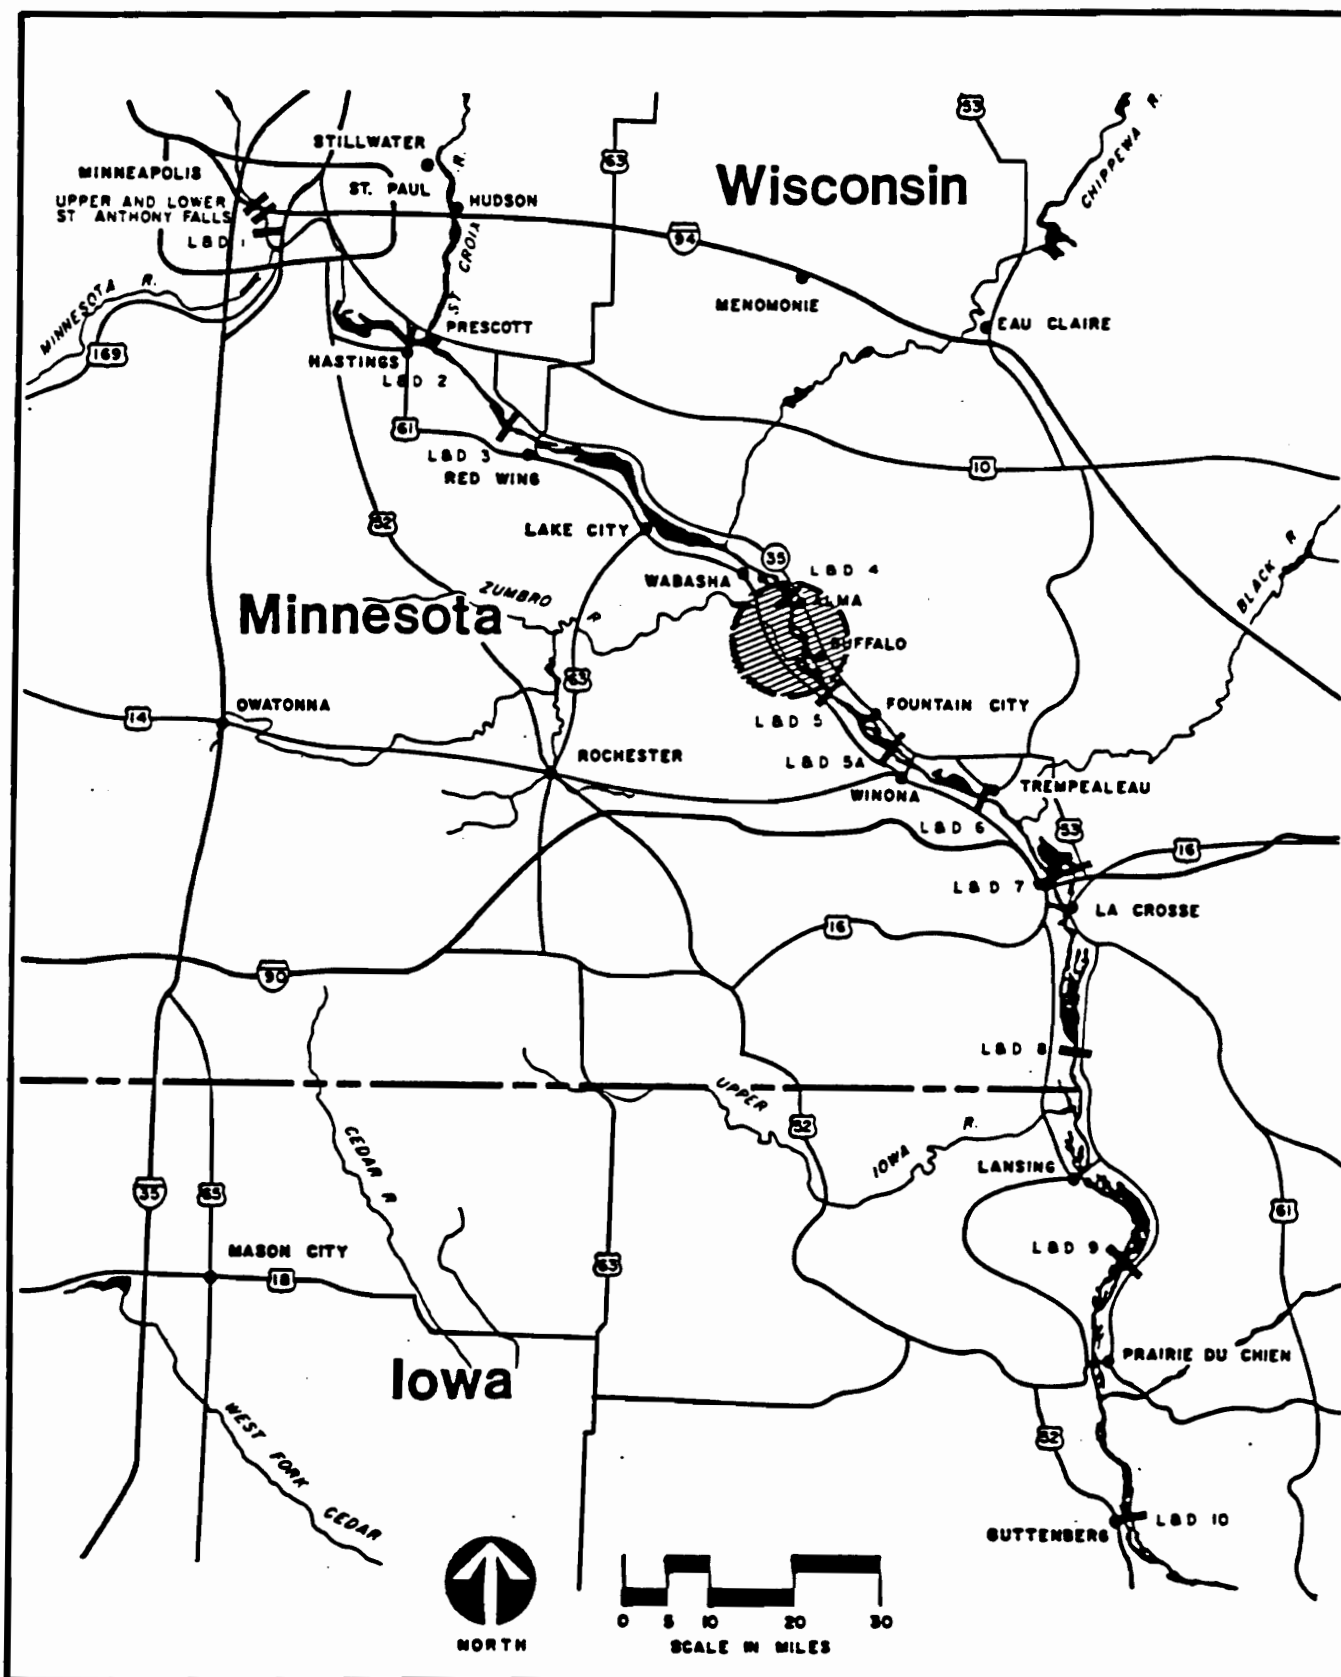 53
CHIPPEWA R.
STILLWATER
R.
63
Wisconsin
MINNEAPOLIS
ST. PAUL
UPPER AND LOWER
ST ANTHONY FALLS
HUDSON
L&D 1
94
ST CROIX
MINNESOTA R.
MENOMONIE
PRESCOTT
EAU CLAIRE
169
HASTINGS
L&D 2
61
L&D 3
10
RED WING
52
LAKE CITY
35
BLACK R
WABASHA
L&D 4
ZUMBRO R
ALMA
Minnesota
BUFFALO
63
OWATONNA
14
FOUNTAIN CITY
L&D 5
ROCHESTER
L&D 5A
WINONA
TREMPEALEAU
L&D 6
53
16
L&D 7
LA CROSSE
16
90
L&D 8
UPPER
52
IOWA R.
CEDAR R
LANSING
35
65
61
MASON CITY
L&D 9
18
63
PRAIRIE DU CHIEN
Iowa
WEST FORK CEDAR
52
GUTTENBERG
L&D 10
0 5 10 20 30
NORTH
SCALE IN MILES